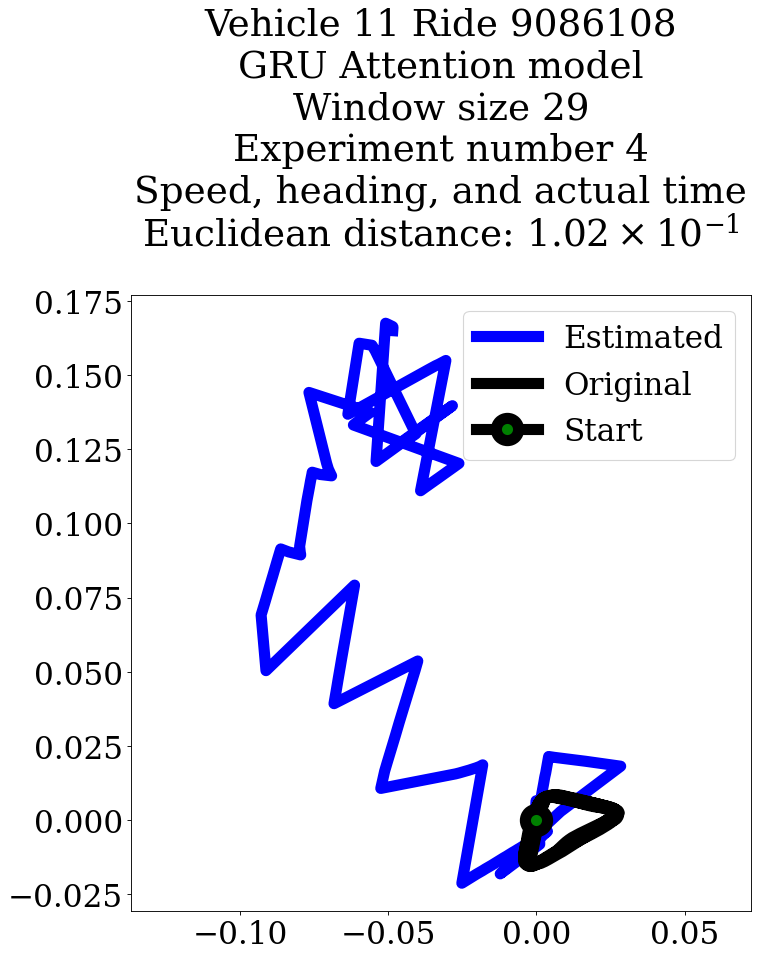 Vehicle 11 Ride 9086108
GRU Attention model
Window size 29
Experiment number 4
Speed, heading, and actual time
Euclidean distance: 1.02 × 10⁻¹
0.175
0.150
0.125
0.100
0.075
0.050
0.025
0.000
−0.025
Estimated
Original
Start
−0.10
−0.05
0.00
0.05